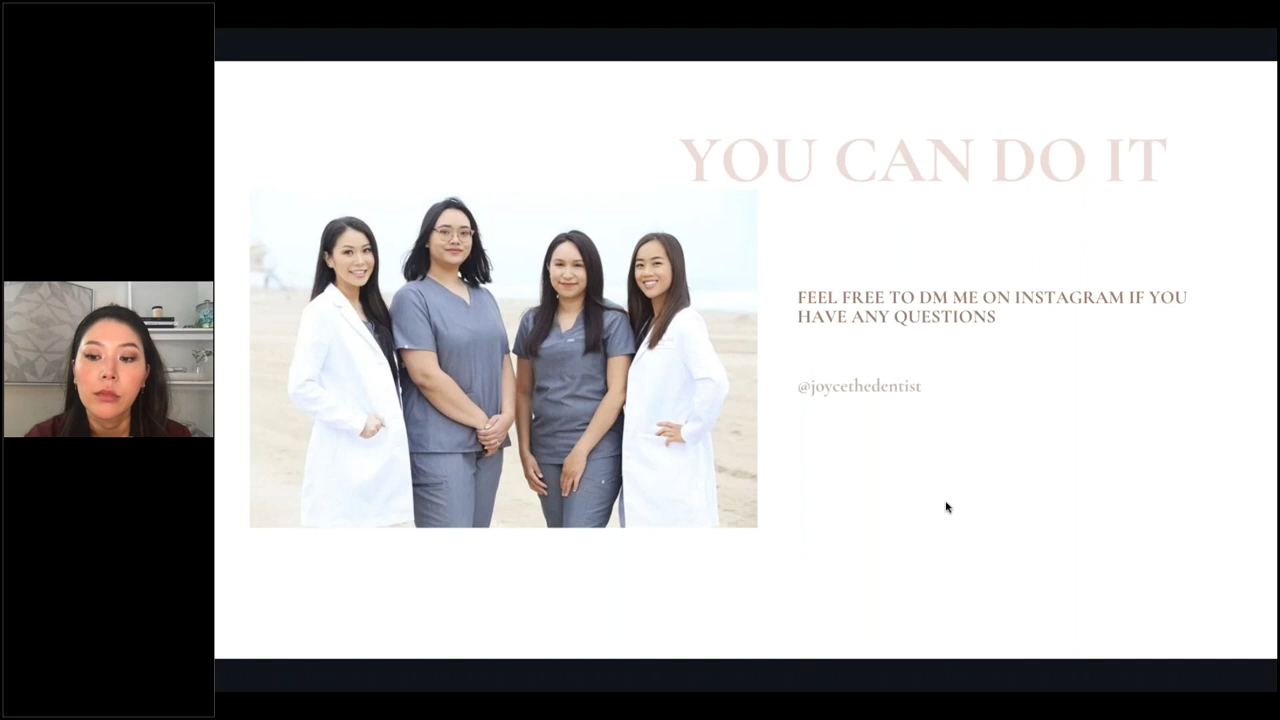 YOU CAN DO IT
FEEL FREE TO DM ME ON INSTAGRAM IF YOU
HAVE ANY QUESTIONS
@joycethedentist